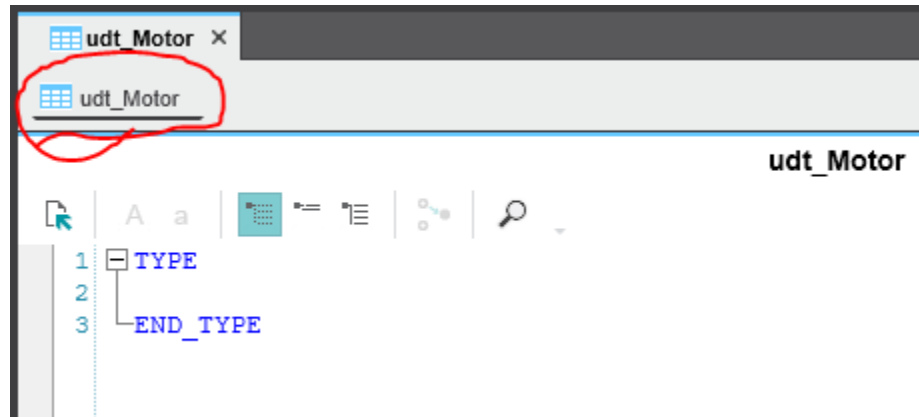 udt_Motor
udt_Motor
udt_Motor
A a
1 TYPE
2
3 END_TYPE